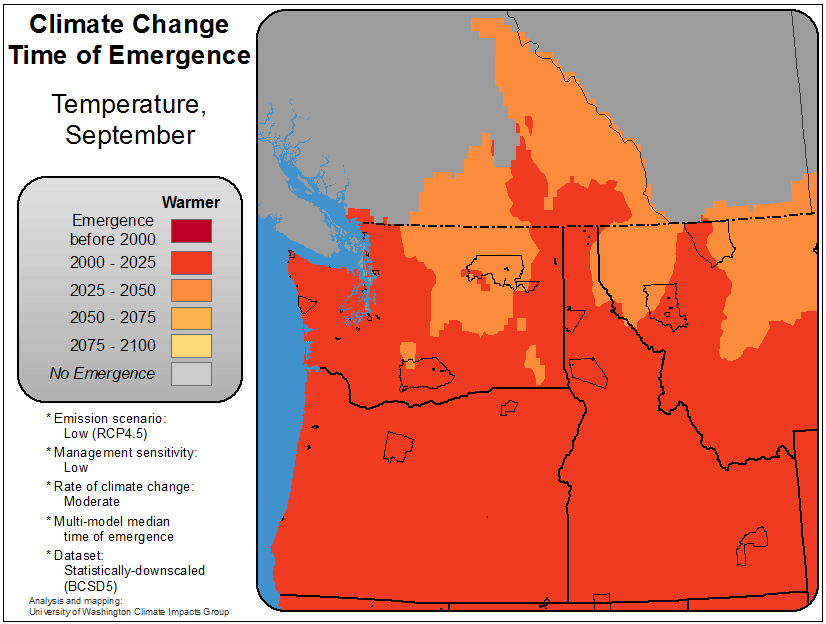 Climate Change
Time of Emergence
Temperature,
September
Warmer
Emergence
before 2000
2000 - 2025
2025 - 2050
2050 - 2075
2075 - 2100
No Emergence
* Emission scenario:
Low (RCP4.5)
* Management sensitivity:
Low
* Rate of climate change:
Moderate
* Multi-model median
time of emergence
* Dataset:
Statistically-downscaled
(BCSD5)
Analysis and mapping:
University of Washington Climate Impacts Group